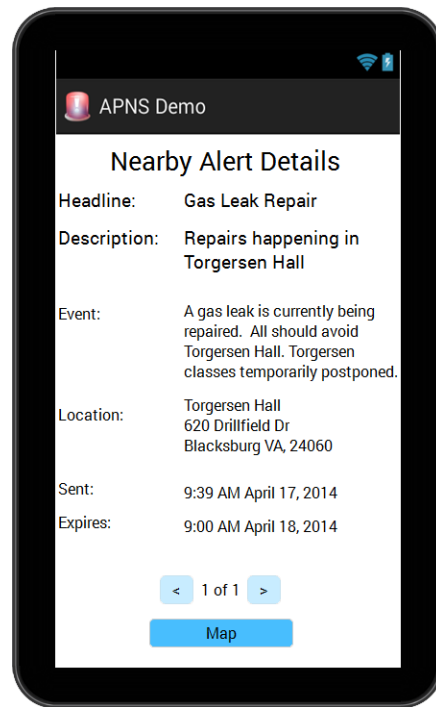 APNS Demo
Nearby Alert Details
Headline: Gas Leak Repair
Description: Repairs happening in
Torgersen Hall
Event: A gas leak is currently being
repaired. All should avoid
Torgersen Hall. Torgersen
classes temporarily postponed.
Location: Torgersen Hall
620 Drillfield Dr
Blacksburg VA, 24060
Sent: 9:39 AM April 17, 2014
Expires: 9:00 AM April 18, 2014
< 1 of 1 >
Map